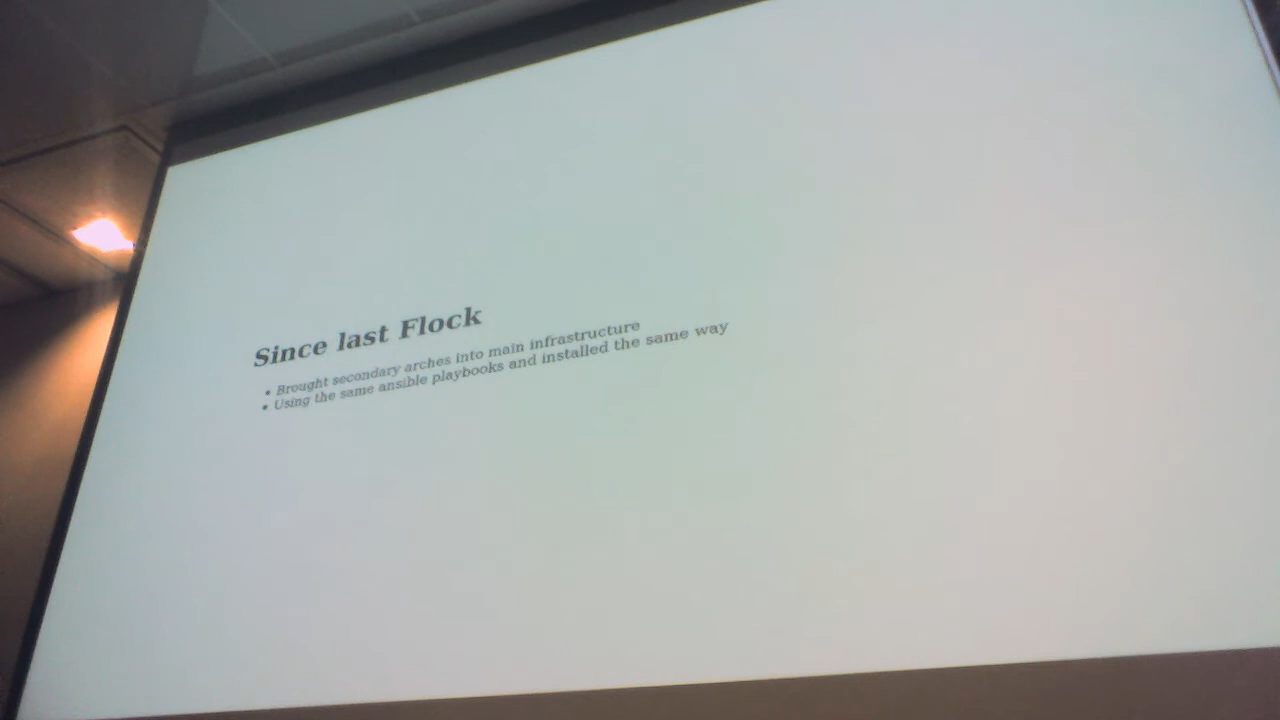 Since last Flock
• Brought secondary arches into main infrastructure
• Using the same ansible playbooks and installed the same way